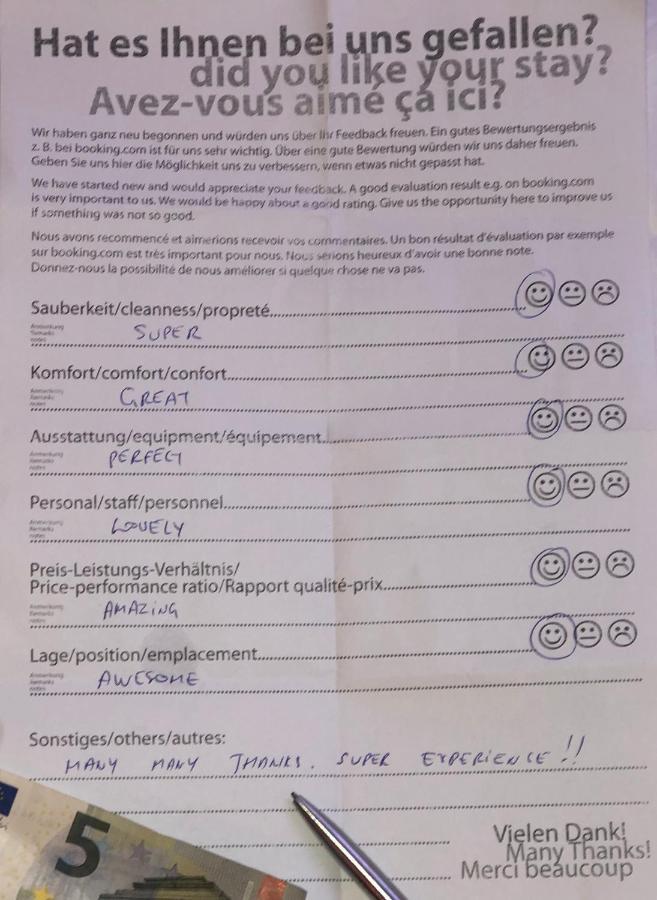 Hat es Ihnen bei uns gefallen?
did you like your stay?
Avez-vous aimé ça ici?
Wir haben ganz neu begonnen und würden uns über Ihr Feedback freuen. Ein gutes Bewertungsergebnis
z. B. bei booking.com ist für uns sehr wichtig. Über eine gute Bewertung würden wir uns daher freuen.
Geben Sie uns hier die Möglichkeit uns zu verbessern, wenn etwas nicht gepasst hat.
We have started new and would appreciate your feedback. A good evaluation result e.g. on booking.com
is very important to us. We would be happy about a good rating. Give us the opportunity here to improve us
if something was not so good.
Nous avons recommencé et aimerions recevoir vos commentaires. Un bon résultat d'évaluation par exemple
sur booking.com est très important pour nous. Nous serions heureux d'avoir une bonne note.
Donnez-nous la possibilité de nous améliorer si quelque chose ne va pas.
Sauberkeit/cleanness/propreté
SUPER
Komfort/comfort/confort
GREAT
Ausstattung/equipment/équipement
PERFECT
Personal/staff/personnel
LOVELY
Preis-Leistungs-Verhältnis/
Price-performance ratio/Rapport qualité-prix
AMAZING
Lage/position/emplacement
AWESOME
Sonstiges/others/autres:
MANY MANY THANKS. SUPER EXPERIENCE!!
5
Vielen Dank!
Many Thanks!
Merci beaucoup